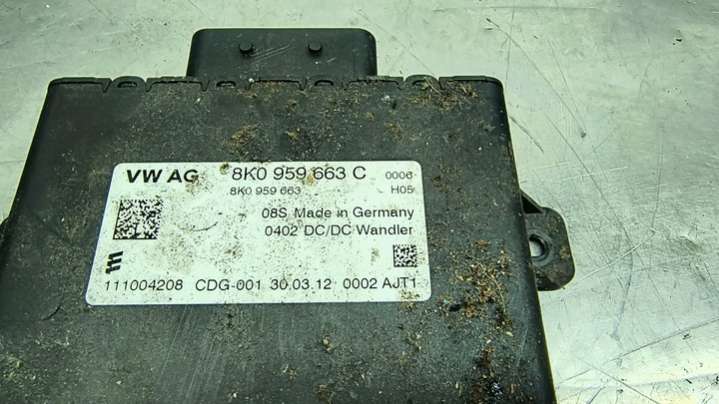 VW AG 8K0 959 663 C 0006
8K0 959 663 H05
08S Made in Germany
0402 DC/DC Wandler
111004208 CDG-001 30.03.12 0002 AJT1